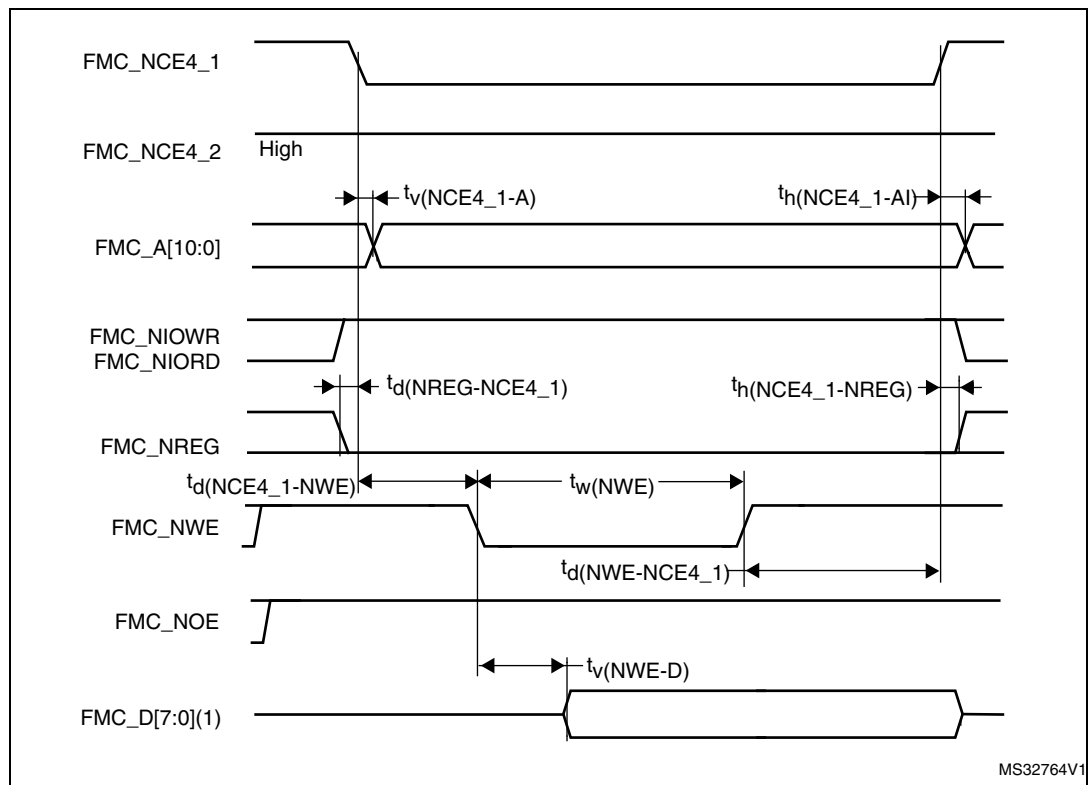 FMC_NCE4_1
FMC_NCE4_2 High
tv(NCE4_1-A) th(NCE4_1-AI)
FMC_A[10:0]
FMC_NIOWR
FMC_NIORD
td(NREG-NCE4_1) th(NCE4_1-NREG)
FMC_NREG
td(NCE4_1-NWE) tw(NWE)
FMC_NWE
td(NWE-NCE4_1)
FMC_NOE
tv(NWE-D)
FMC_D[7:0](1)
MS32764V1